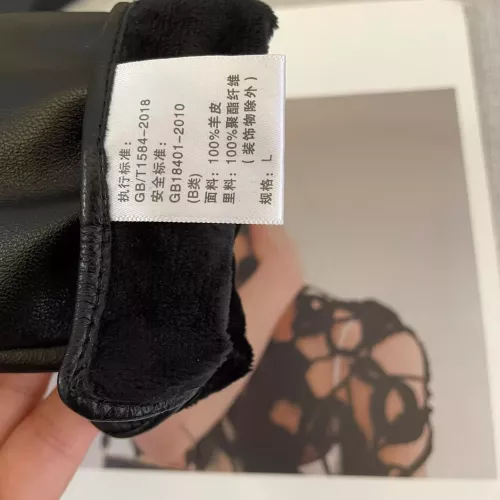 执行标准:
GB/T1584-2018
安全标准:
GB18401-2010
(B类)
面料: 100%羊皮
里料: 100%聚酯纤维
( 装饰物除外 )
规格: L